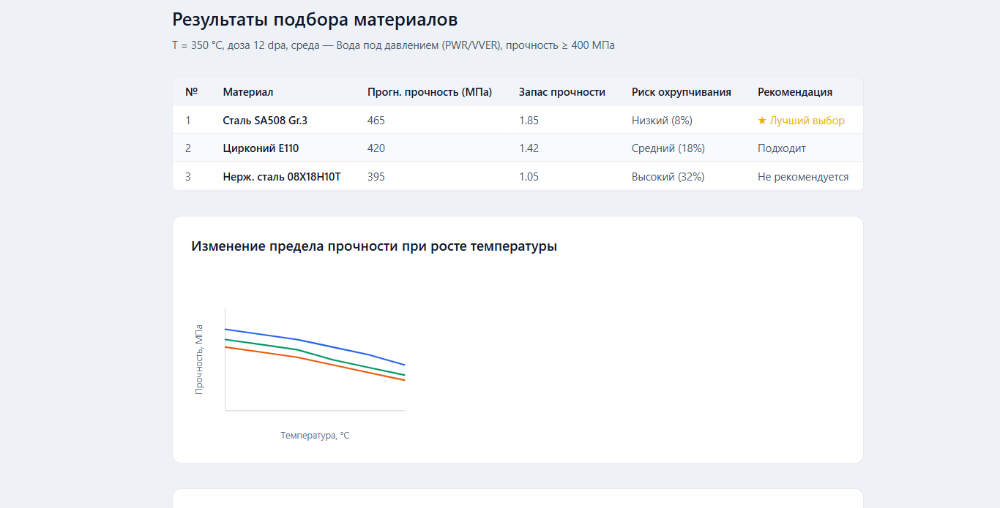 Результаты подбора материалов
T = 350 °C, доза 12 dpa, среда — Вода под давлением (PWR/VVER), прочность ≥ 400 МПа
№ Материал Прогн. прочность (МПа) Запас прочности Риск охрупчивания Рекомендация
1 Сталь SA508 Gr.3 465 1.85 Низкий (8%) ★ Лучший выбор
2 Цирконий Э110 420 1.42 Средний (18%) Подходит
3 Нерж. сталь 08Х18Н10Т 395 1.05 Высокий (32%) Не рекомендуется
Изменение предела прочности при росте температуры
Прочность, МПа
Температура, °C